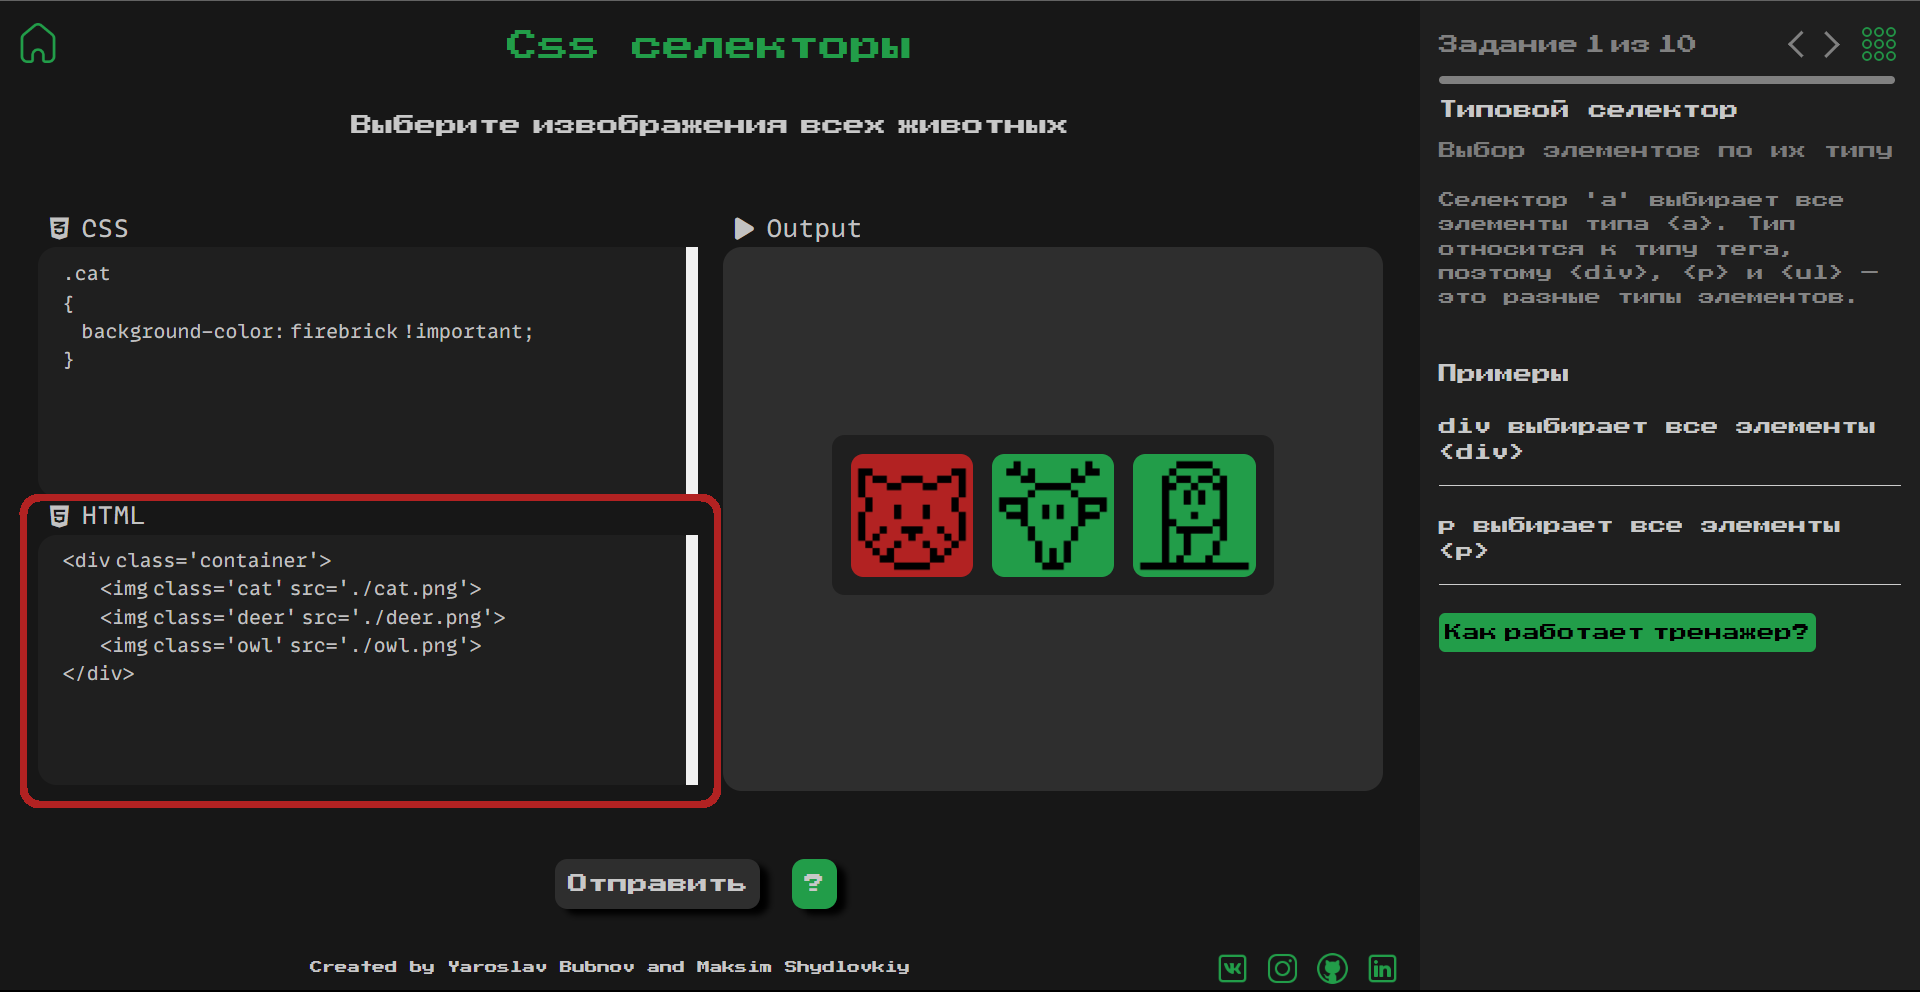 Css селекторы
Выберите извображения всех животных
CSS
.cat
{
background-color: firebrick !important;
}
HTML
<div class='container'>
<img class='cat' src='./cat.png'>
<img class='deer' src='./deer.png'>
<img class='owl' src='./owl.png'>
</div>
Output
Отправить
?
Created by Yaroslav Bubnov and Maksim Shydlovkiy
Задание 1 из 10
Типовой селектор
Выбор элементов по их типу
Селектор 'a' выбирает все
элементы типа <a>. Тип
относится к типу тега,
поэтому <div>, <p> и <ul> —
это разные типы элементов.
Примеры
div выбирает все элементы
<div>
p выбирает все элементы
<p>
Как работает тренажер?